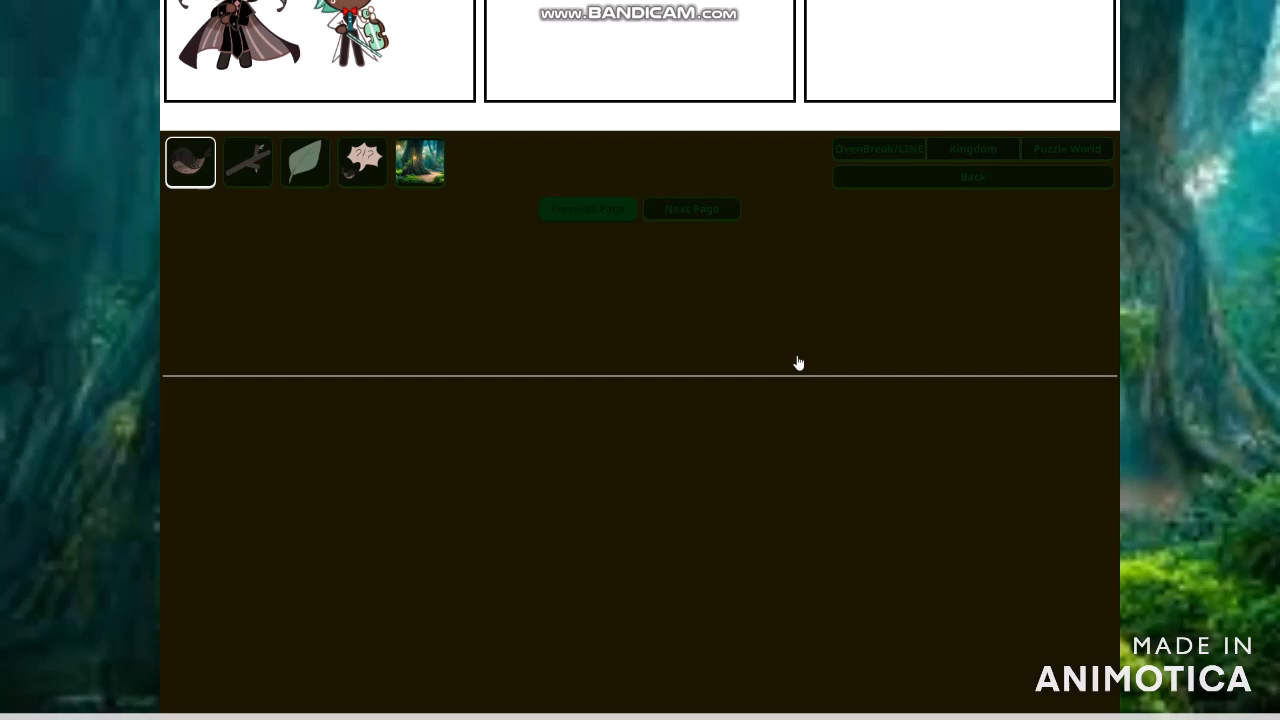 www.BANDICAM.com
?!?
OvenBreak/LINE Kingdom Puzzle World
Back
Previous Page Next Page
MADE IN
ANIMOTICA